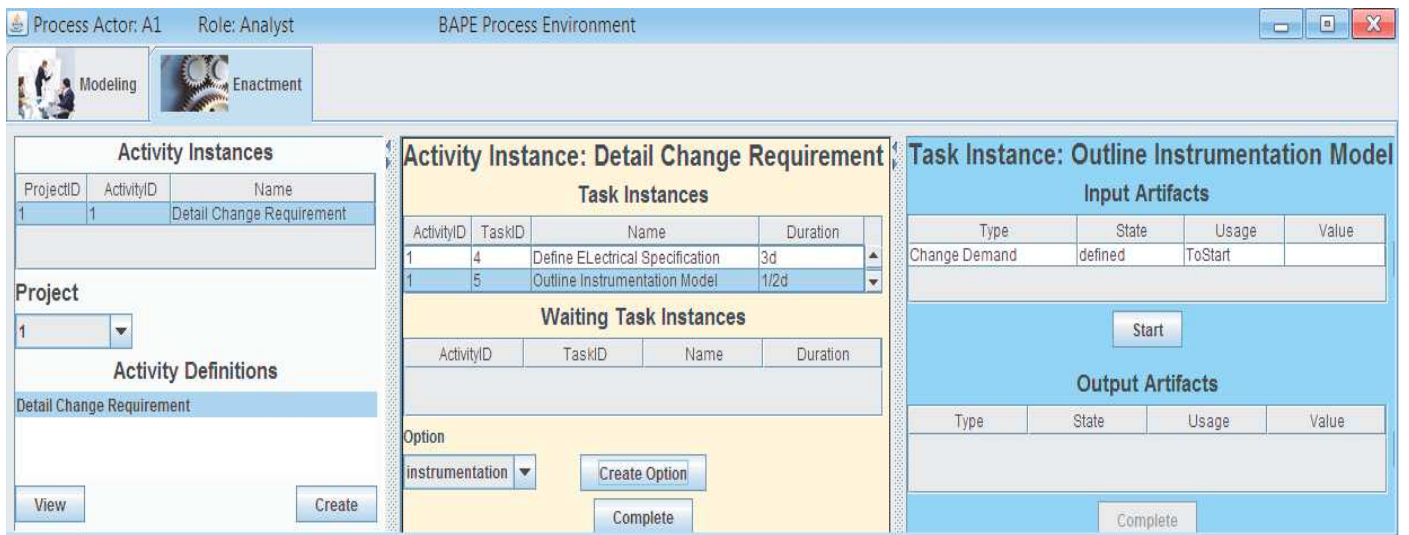 Process Actor: A1 Role: Analyst BAPE Process Environment
Modeling Enactment
Activity Instances
ProjectID ActivityID Name
1 1 Detail Change Requirement
Project
1
Activity Definitions
Detail Change Requirement
View Create
Activity Instance: Detail Change Requirement
Task Instances
ActivityID TaskID Name Duration
1 4 Define ELectrical Specification 3d
1 5 Outline Instrumentation Model 1/2d
Waiting Task Instances
ActivityID TaskID Name Duration
Option
instrumentation Create Option
Complete
Task Instance: Outline Instrumentation Model
Input Artifacts
Type State Usage Value
Change Demand defined ToStart
Start
Output Artifacts
Type State Usage Value
Complete